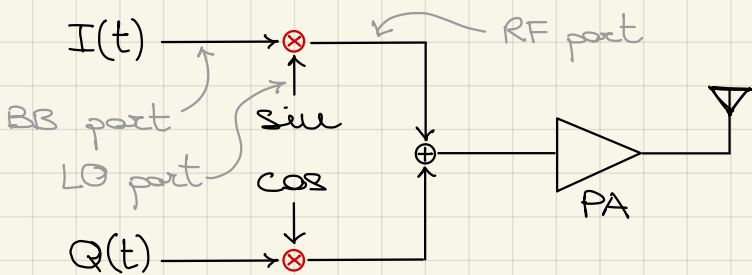 I(t)
RF port
BB port
sin
LO port
cos
PA
Q(t)